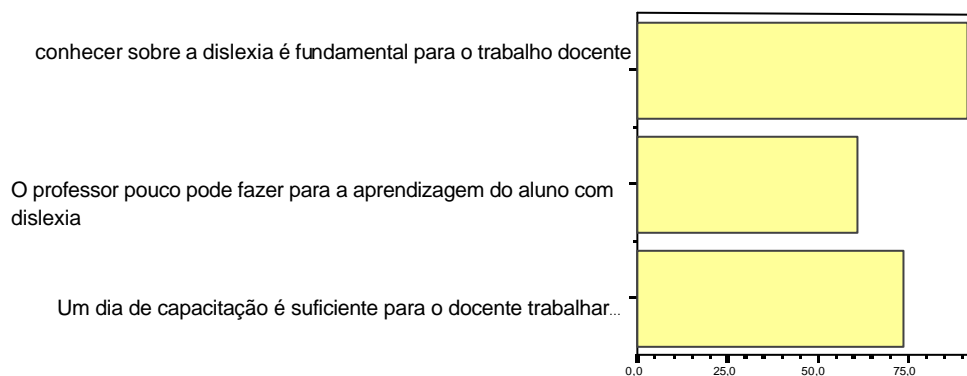 conhecer sobre a dislexia é fundamental para o trabalho docente
O professor pouco pode fazer para a aprendizagem do aluno com
dislexia
Um dia de capacitação é suficiente para o docente trabalhar...
0,0 25,0 50,0 75,0